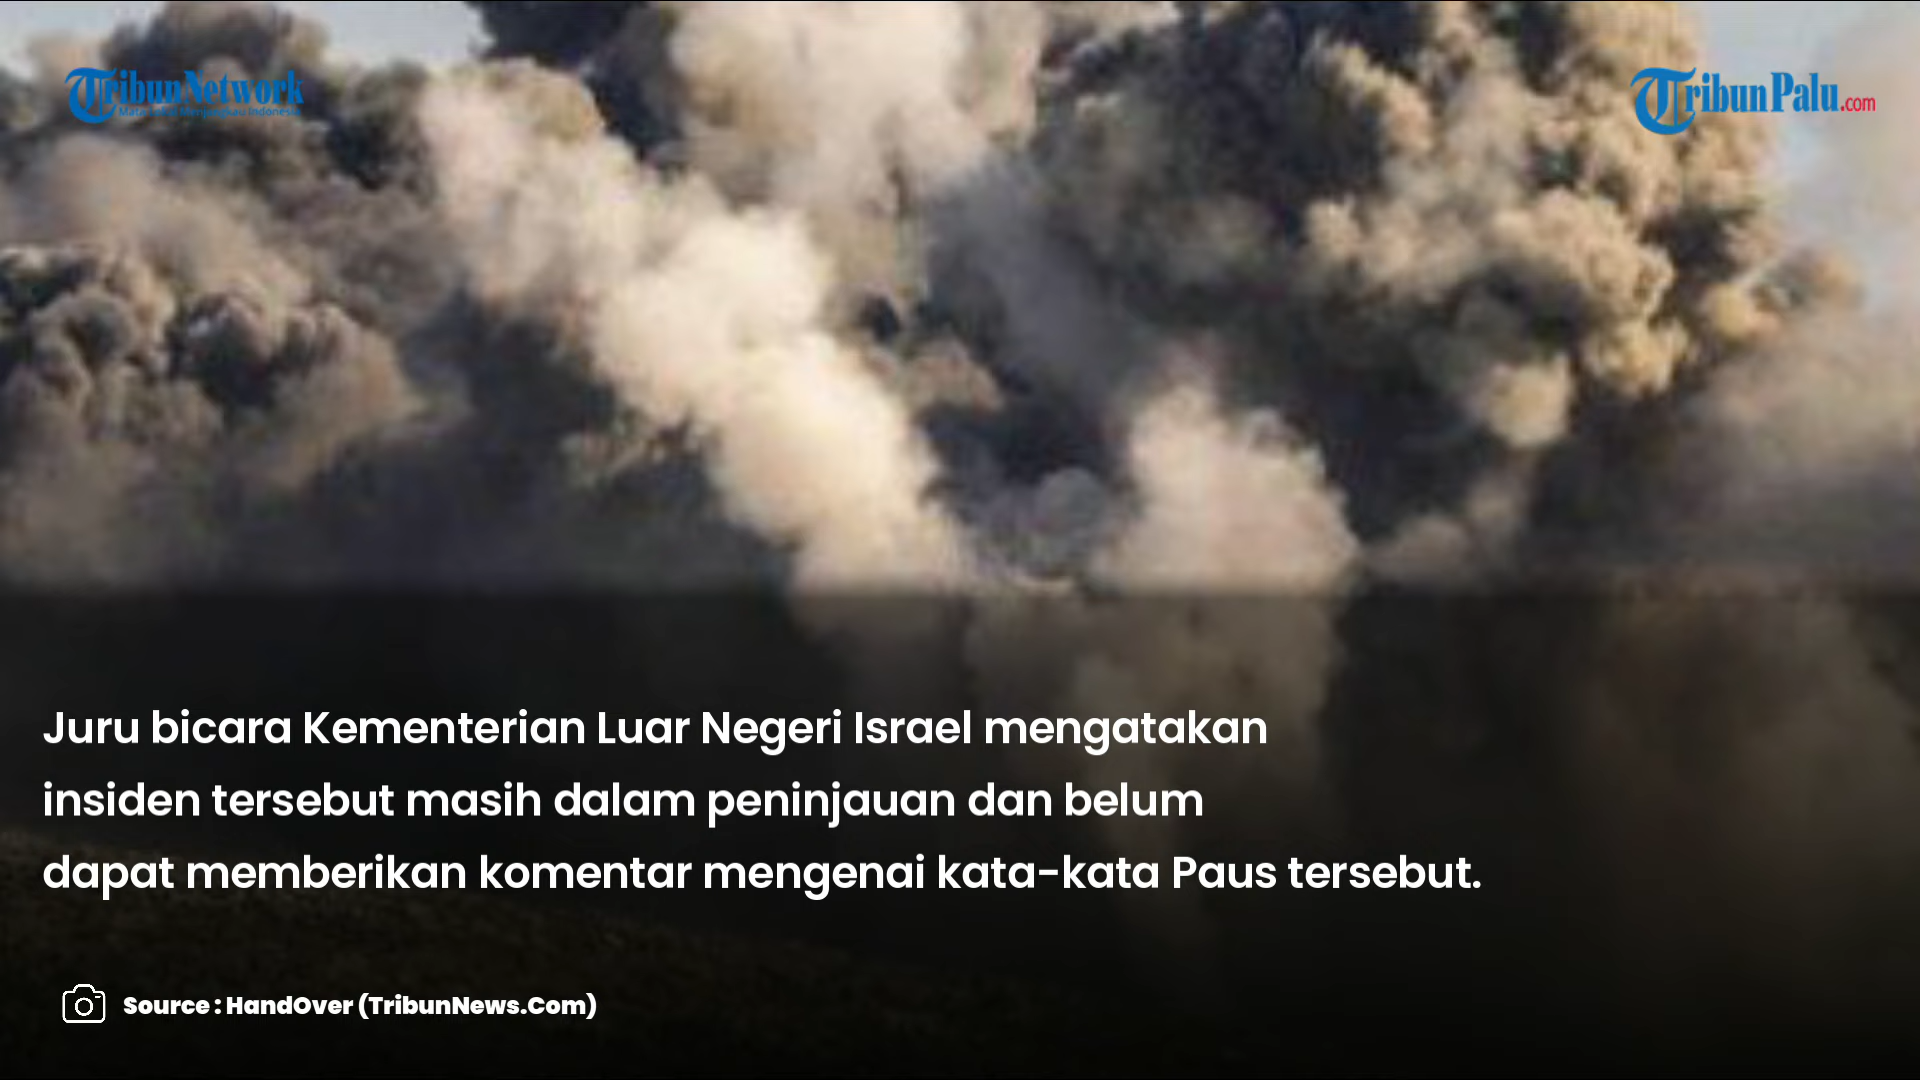 TribunNetwork
TribunPalu.com
Juru bicara Kementerian Luar Negeri Israel mengatakan
insiden tersebut masih dalam peninjauan dan belum
dapat memberikan komentar mengenai kata-kata Paus tersebut.
Source : HandOver (TribunNews.Com)